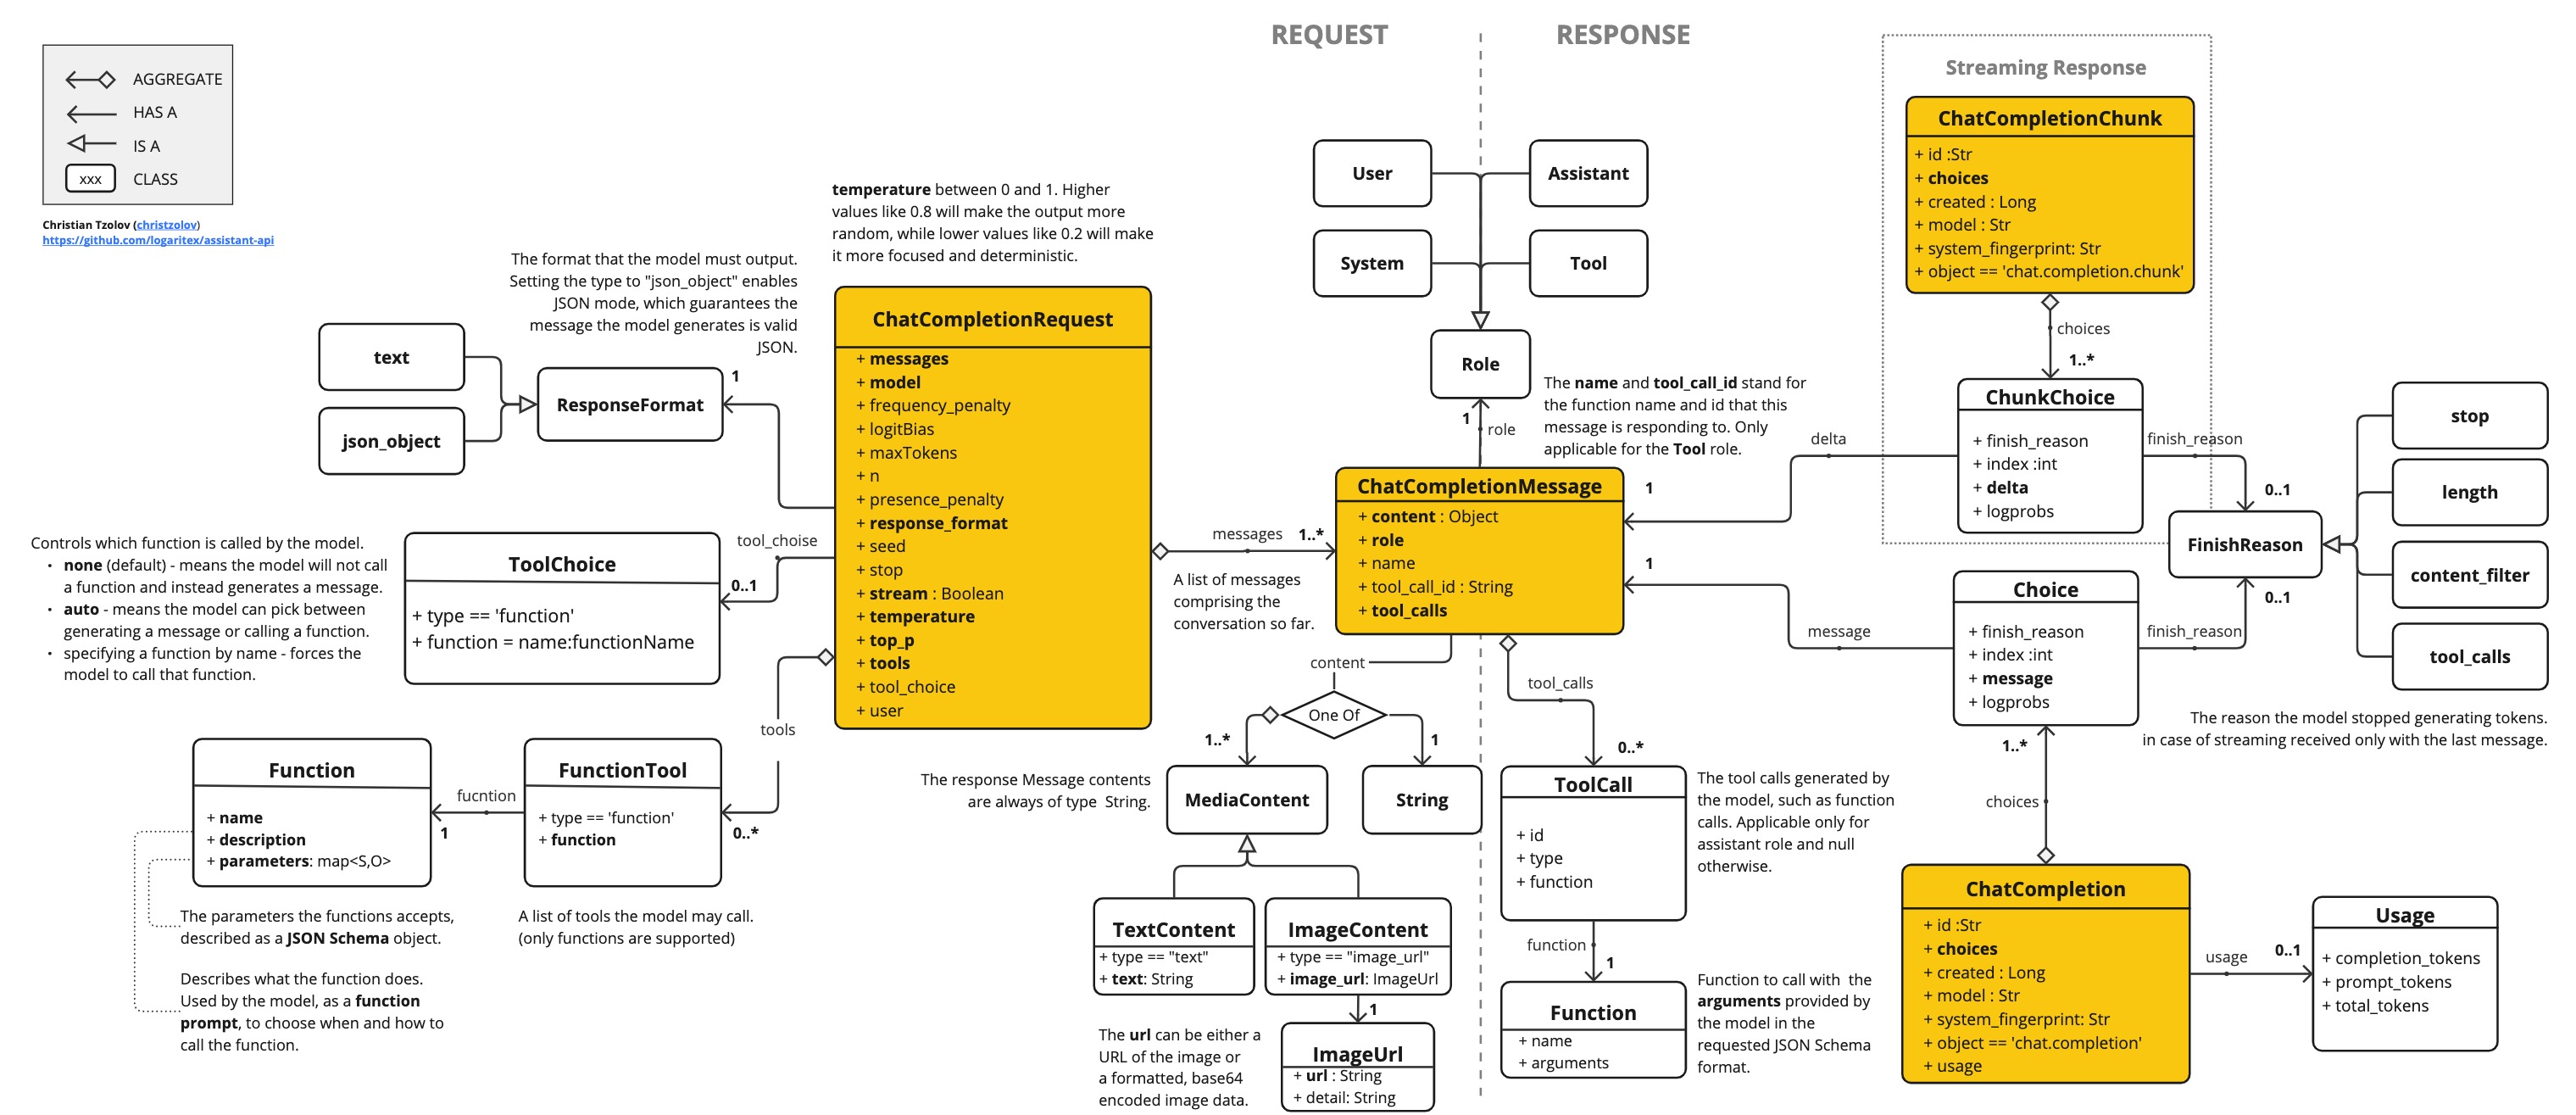 REQUEST
RESPONSE
AGGREGATE
HAS A
IS A
xxx
CLASS
Christian Tzolov (christzolov)
https://github.com/logaritex/assistant-api
temperature between 0 and 1. Higher
values like 0.8 will make the output more
random, while lower values like 0.2 will make
it more focused and deterministic.
The format that the model must output.
Setting the type to "json_object" enables
JSON mode, which guarantees the
message the model generates is valid
JSON.
text
json_object
ResponseFormat
1
ChatCompletionRequest
+ messages
+ model
+ frequency_penalty
+ logitBias
+ maxTokens
+ n
+ presence_penalty
+ response_format
+ seed
+ stop
+ stream : Boolean
+ temperature
+ top_p
+ tools
+ tool_choice
+ user
Controls which function is called by the model.
• none (default) - means the model will not call
a function and instead generates a message.
• auto - means the model can pick between
generating a message or calling a function.
• specifying a function by name - forces the
model to call that function.
ToolChoice
+ type == 'function'
+ function = name:functionName
tool_choise
0..1
tools
0..*
Function
+ name
+ description
+ parameters: map<S,O>
fucntion
1
FunctionTool
+ type == 'function'
+ function
The parameters the functions accepts,
described as a JSON Schema object.
Describes what the function does.
Used by the model, as a function
prompt, to choose when and how to
call the function.
A list of tools the model may call.
(only functions are supported)
User
Assistant
System
Tool
Role
1
role
The name and tool_call_id stand for
the function name and id that this
message is responding to. Only
applicable for the Tool role.
messages
1..*
A list of messages
comprising the
conversation so far.
ChatCompletionMessage
+ content : Object
+ role
+ name
+ tool_call_id : String
+ tool_calls
content
One Of
1..*
1
MediaContent
String
The response Message contents
are always of type String.
TextContent
+ type == "text"
+ text: String
ImageContent
+ type == "image_url"
+ image_url: ImageUrl
1
The url can be either a
URL of the image or
a formatted, base64
encoded image data.
ImageUrl
+ url : String
+ detail: String
tool_calls
0..*
ToolCall
+ id
+ type
+ function
The tool calls generated by
the model, such as function
calls. Applicable only for
assistant role and null
otherwise.
function
1
Function
+ name
+ arguments
Function to call with the
arguments provided by
the model in the
requested JSON Schema
format.
Streaming Response
ChatCompletionChunk
+ id :Str
+ choices
+ created : Long
+ model : Str
+ system_fingerprint: Str
+ object == 'chat.completion.chunk'
choices
1..*
ChunkChoice
+ finish_reason
+ index :int
+ delta
+ logprobs
delta
1
finish_reason
0..1
FinishReason
stop
length
content_filter
tool_calls
The reason the model stopped generating tokens.
in case of streaming received only with the last message.
Choice
+ finish_reason
+ index :int
+ message
+ logprobs
message
1
finish_reason
0..1
1..*
choices
ChatCompletion
+ id :Str
+ choices
+ created : Long
+ model : Str
+ system_fingerprint: Str
+ object == 'chat.completion'
+ usage
usage
0..1
Usage
+ completion_tokens
+ prompt_tokens
+ total_tokens